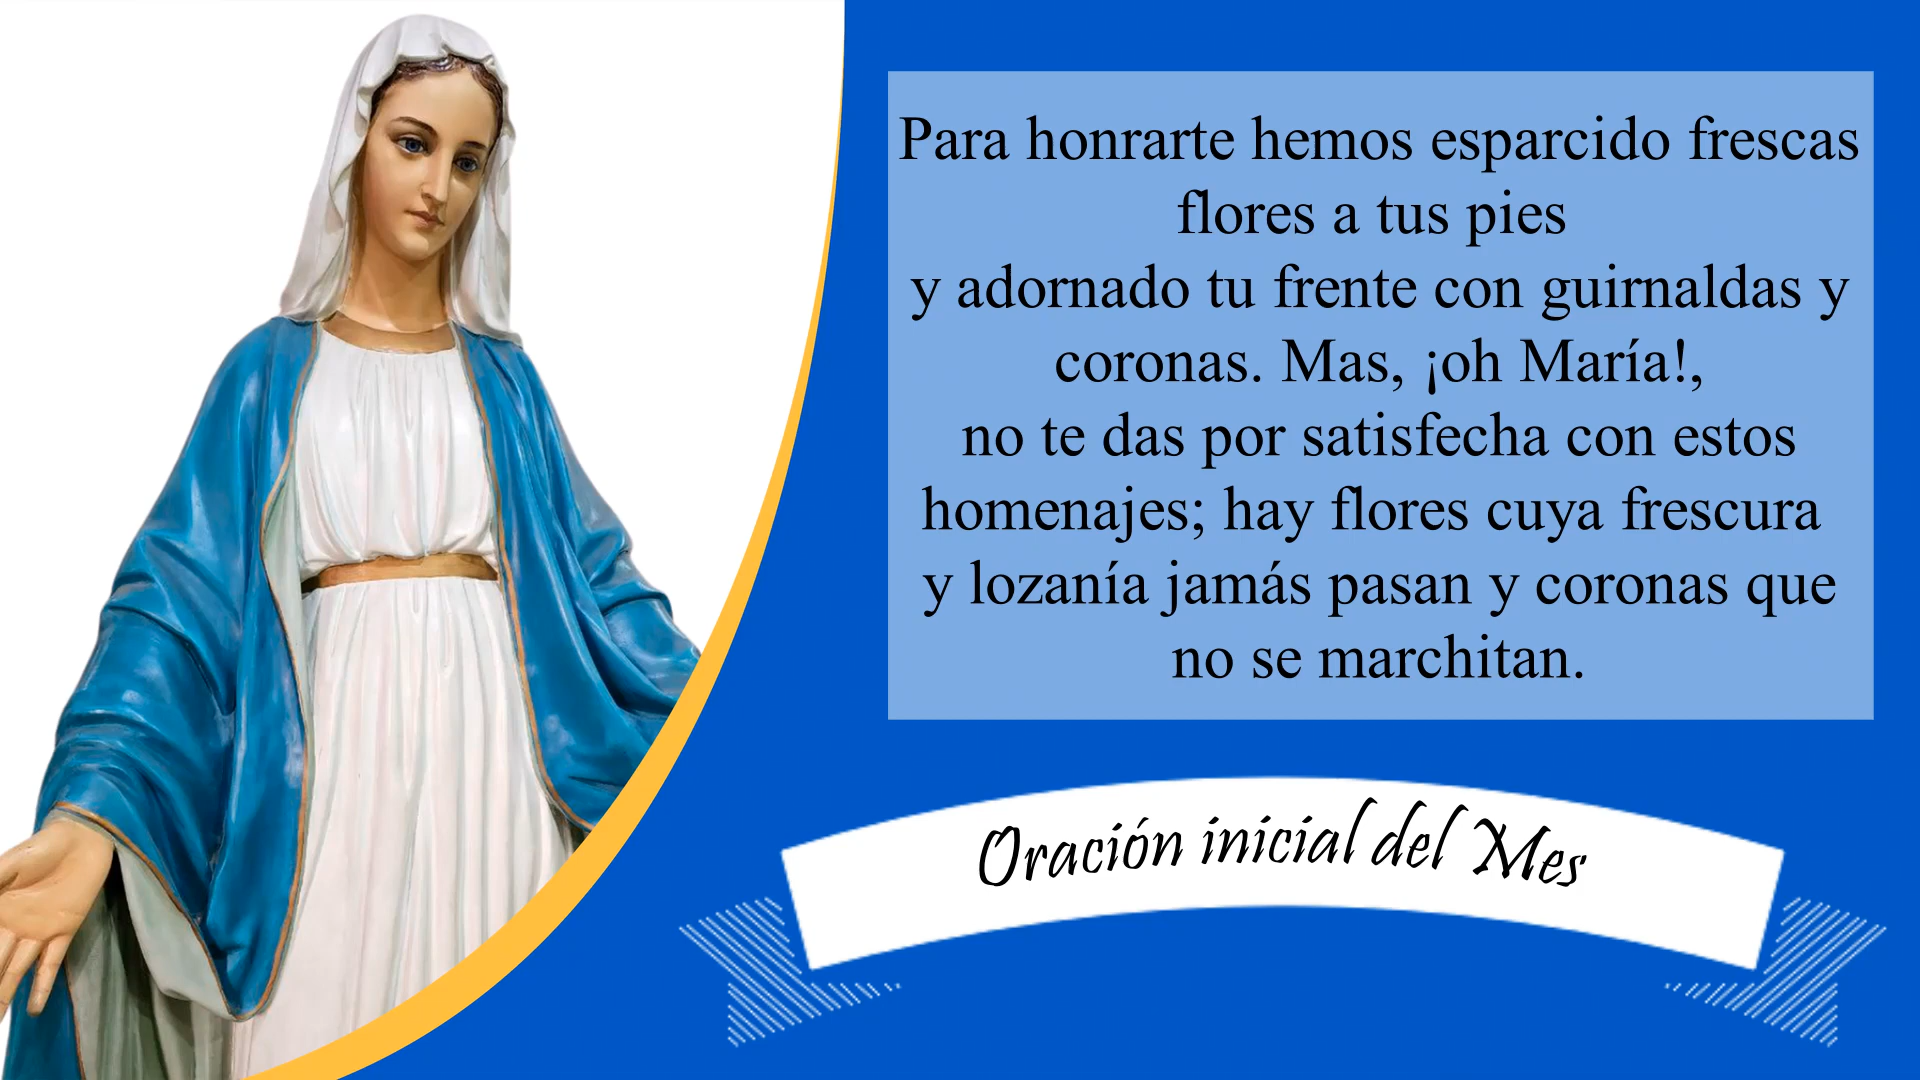 Para honrarte hemos esparcido frescas
flores a tus pies
y adornado tu frente con guirnaldas y
coronas. Mas, ¡oh María!,
no te das por satisfecha con estos
homenajes; hay flores cuya frescura
y lozanía jamás pasan y coronas que
no se marchitan.
Oración inicial del Mes